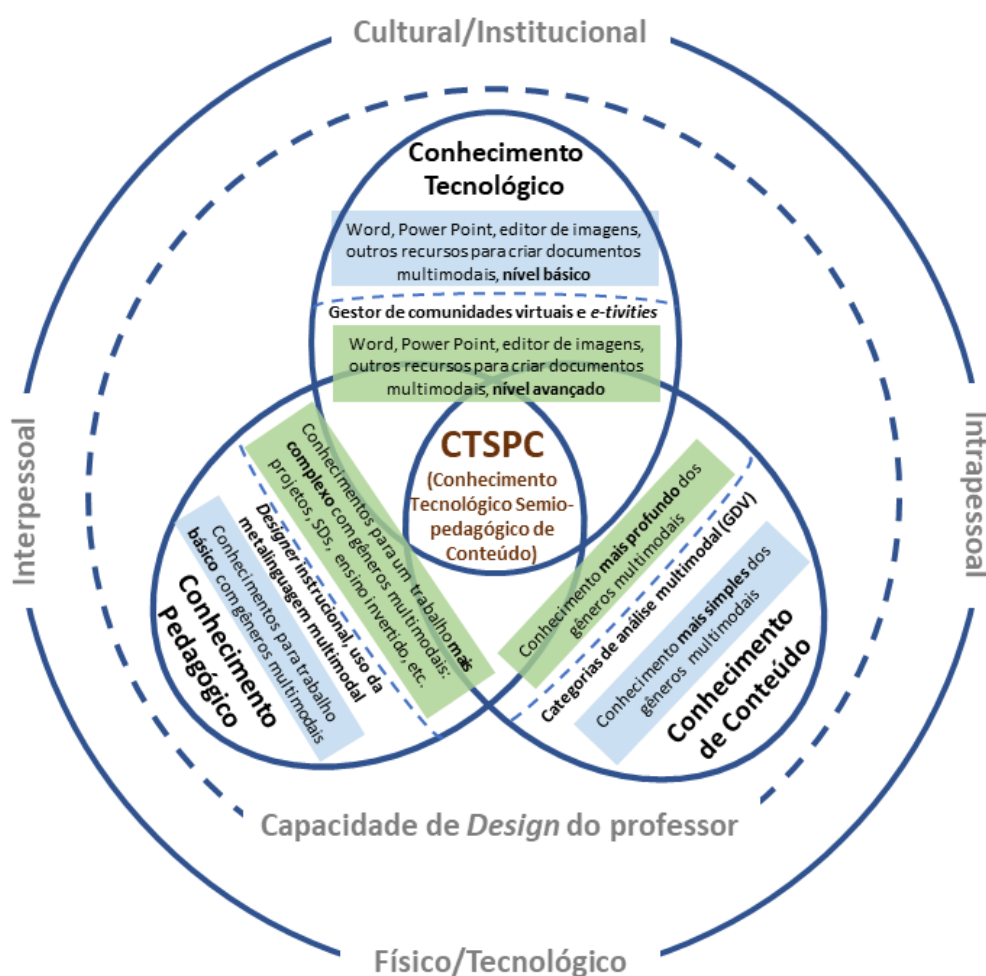 Cultural/Institucional
Conhecimento
Tecnológico
Word, Power Point, editor de imagens,
outros recursos para criar documentos
multimodais, nível básico
Gestor de comunidades virtuais e e-tivities
Word, Power Point, editor de imagens,
outros recursos para criar documentos
multimodais, nível avançado
CTSPC
(Conhecimento
Tecnológico Semio-
pedagógico de
Conteúdo)
Interpessoal
Intrapessoal
Conhecimentos para um trabalho mais
complexo com gêneros multimodais:
projetos, SDs, ensino invertido, etc.
Designer instrucional, uso da
metalinguagem multimodal
Conhecimentos para trabalho
básico com gêneros multimodais
Conhecimento
Pedagógico
Conhecimento mais profundo dos
gêneros multimodais
Categorias de análise multimodal (GDV)
Conhecimento mais simples dos
gêneros multimodais
Conhecimento
de Conteúdo
Capacidade de Design do professor
Físico/Tecnológico